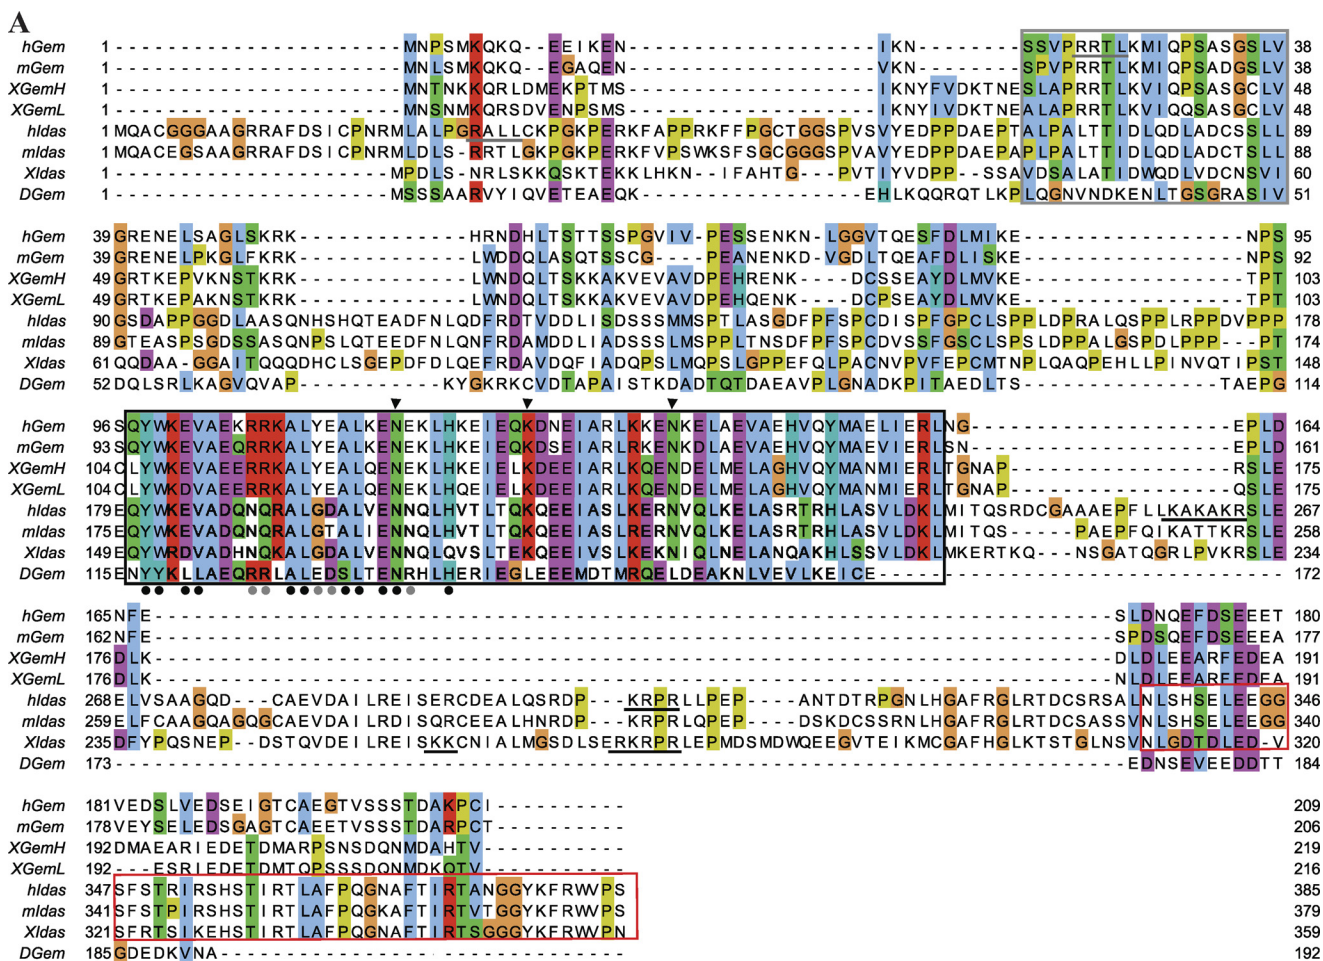 A
hGem 1 ----------------------MNPSMKQKQ--EEIKEN-------------------IKN--------SSVPRRTLKMIQPSASGSLV 38
mGem 1 ----------------------MNLSMKQKQ--EGAQEN-------------------VKN--------SPVPRRTLKMIQPSADGSLV 38
XGemH 1 ----------------------MNTNKKQRLDMEKPTMS-------------------IKNYFVDKTNESLAPRRTLKVIQPSASGCLV 48
XGemL 1 ----------------------MNSNMKQRSDVENPSMS-------------------IKNYIVDKTNEALAPRRTLKVIQQSASGCLV 48
hIdas 1 MQACGGGAAGRRAFDSICPNRMLALPGRALLCKPGKPERKFAPPRKFFPGCTGGSPVSVYEDPPDAEPTALPALTTIDLQDLADCSSLL 89
mIdas 1 MQACEGSAAGRRAFDSICPNRMLDLS-RRTLGKPGKPERKFVPSWKSFSGCGGGSPVAVYEDPPDAEPAPLPALTTIDLQDLADCTSLL 88
XIdas 1 ---------------------MPDLS-NRLSKKQSKTEKKLHKN-IFAHTG---PVTIYVDPP--SSAVDSALATIDWQDLVDCNSVI 60
DGem 1 ---------------------MSSSAARVYIQVETEAEQK------------------EHLKQQRQTLKPLQGNVNDKENLTGSGRASIV 51
hGem 39 GRENELSAGLSKRK-------------HRNDHLTSTTSSPGVIV-PESSENKN-LGGVTQESFDLMIKE-----------------NPS 95
mGem 39 GRENELPKGLFKRK-------------LWDDQLASQTSSCG----PEANENKD-VGDLTQEAFDLISKE-----------------NPS 92
XGemH 49 GRTKEPVKNSTKRK-------------LWNDQLTSKKAKVEVAVDPEHRENK----DCSSEAYDLMVKE-----------------TPT 103
XGemL 49 GRTKEPAKNSTKRK-------------LWNDQLTSKKAKVEVAVDPEHQENK----DCPSEAYDLMVKE-----------------TPT 103
hIdas 90 GSDAPPGGDLAASQNHSHQTEADFNLQDFRDTVDDLISDSSSMMSPTLASGDFPFSPCDISPFGPCLSPPLDPRALQSPPLRPPDVPPP 178
mIdas 89 GTEASPSGDSSASQNPSLQTEEDFNLQNFRDAMDDLIADSSSLMSPPLTNSDFPFSPCDVSSFGSCLSPSLDPPALGSPDLPPP---PT 174
XIdas 61 QQDAA-GGAITQQQDHCLSGEPDFDLQEFRDAVDQFIADQPSLMQPSLGPPEFQLPACNVPVFEPCMTNPLQAQPEHLLPINVQTIPST 148
DGem 52 DQLSRLKAGVQVAP-----------KYGKRKCVDTAPAISTKDADTQTDAEAVPLGNADKPITAEDLTS---------------TAEPG 114
hGem 96 SQYWKEVAEKRRKALYEALKENEKLHKEIEQKDNEIARLKKENKELAEVAEHVQYMAELIERLNG--------------------EPLD 164
mGem 93 SQYWKEVAEQRRKALYEALKENEKLHKEIEQKDSEIARLRKENKDLAEVAEHVQYMAEVIERLSN--------------------EPLD 161
XGemH 104 CLYWKEVAEERRKALYEALQENEKLHKEIELKDEEIARLKQENDELMELAGHVQYMANMIERLTGNAP-----------------RSLE 175
XGemL 104 CLYWKDVAEERRKALYEALQENEKLHQEIELKDEEIARLKQENDELMELAGHVQYMANMIERLTGNAP-----------------QSLE 175
hIdas 179 EQYWKEVADQNQRALGDALVENNQLHVTLTQKQEEIASLKERNVQLKELASRTRHLASVLDKLMITQSRDCGAAAEPFLLKAKAKRSLE 267
mIdas 175 EQYWKEVADQNQRALGTALIENNQLHVTLTQKQEEIASLRERNVQLKELASRTRHLASVLDKLMITQS-----PAEPFQIKATTKRSLE 258
XIdas 149 EQYWRDVADHNQKALGDALVENNQLQVSLTEKQEEIVSLKEKNIQLNELANQAKHLSSVLDKLMKERTKQ---NSGATQGRLPVKRSLE 234
DGem 115 ENYYKLLAEQRRLALEDSLTENRHLHERIEGLEEEMDTMRQELDEAKNLVEVLKEICE------------------------------- 172
hGem 165 NFE--------------------------------------------------------------------------SLDNQEFDSEEET 180
mGem 162 NFE--------------------------------------------------------------------------SPDSQEFDSEEEA 177
XGemH 176 DLK--------------------------------------------------------------------------DLDLEEARFEDEA 191
XGemL 176 DLK--------------------------------------------------------------------------DLDLEEARFEDEA 191
hIdas 268 ELVSAAGQD---CAEVDAILREISERCDEALQSRDP---KRPRLLPEP----ANTDTRPGNLHGAFRGLRTDCSRSALNLSHSELEEGG 346
mIdas 259 ELFCAAGQAGQGCAEVDAILREISQRCEEALHNRDP---KRPRLQPEP----DSKDCSSRNLHGAFRGLRTDCSASSVNLSHSELEEGG 340
XIdas 235 DFYPQSNEP--DSTQVDEILREISKKCNIALMGSDLSERKRPRLEPMDSMDWQEEGVTEIKMCGAFHGLKTSTGLNSVNLGDTDLEDD-V 320
DGem 173 -----------------------------------------------------------------------------EDNSEVEEDDTT 184
hGem 181 VEDSLVEDSEIGTCAEGTVSSSTDAKPCI---------- 209
mGem 178 VEYSELEDSGAGTCAEETVSSSTDARPCT---------- 206
XGemH 192 DMAEARIEDETDMARPSNSDQNMDAHTV----------- 219
XGemL 192 ---ESRIEDETDMTQPSSSDQNMDKQTV----------- 216
hIdas 347 SFSTRIRSHSTIRTLAFPQGNAFTIRTANGGYKFRWVPS 385
mIdas 341 SFSTPIRSHSTIRTLAFPQGKAFTIRTVTGGYKFRWVPS 379
XIdas 321 SFRTSIKEHSTIRTLAFPQGNAFTIRTSGGGYKFRWVPN 359
DGem 185 GDEDKVNA------------------------------- 192